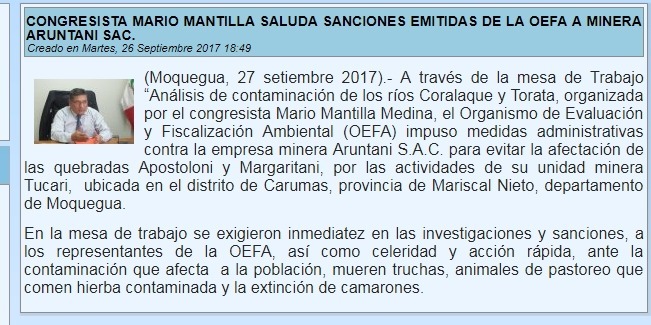 CONGRESISTA MARIO MANTILLA SALUDA SANCIONES EMITIDAS DE LA OEFA A MINERA
ARUNTANI SAC.
Creado en Martes, 26 Septiembre 2017 18:49
(Moquegua, 27 setiembre 2017).- A través de la mesa de Trabajo
“Análisis de contaminación de los ríos Coralaque y Torata, organizada
por el congresista Mario Mantilla Medina, el Organismo de Evaluación
y Fiscalización Ambiental (OEFA) impuso medidas administrativas
contra la empresa minera Aruntani S.A.C. para evitar la afectación de
las quebradas Apostoloni y Margaritani, por las actividades de su unidad minera
Tucari, ubicada en el distrito de Carumas, provincia de Mariscal Nieto, departamento
de Moquegua.
En la mesa de trabajo se exigieron inmediatez en las investigaciones y sanciones, a
los representantes de la OEFA, así como celeridad y acción rápida, ante la
contaminación que afecta a la población, mueren truchas, animales de pastoreo que
comen hierba contaminada y la extinción de camarones.